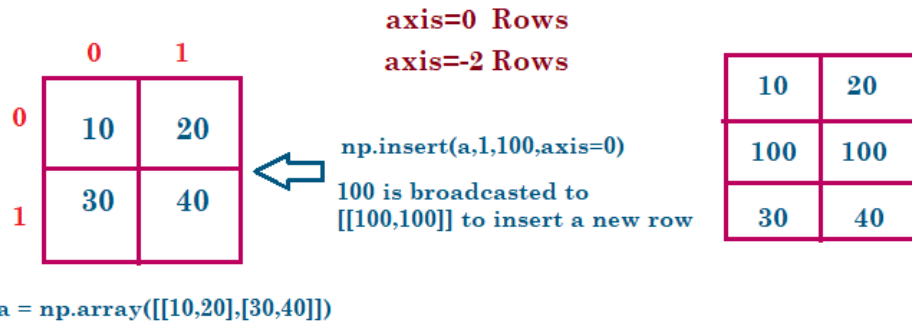 axis=0 Rows
axis=-2 Rows
0 1
0
10 20
1
30 40
np.insert(a,1,100,axis=0)
100 is broadcasted to
[[100,100]] to insert a new row
10 20
100 100
30 40
a = np.array([[10,20],[30,40]])